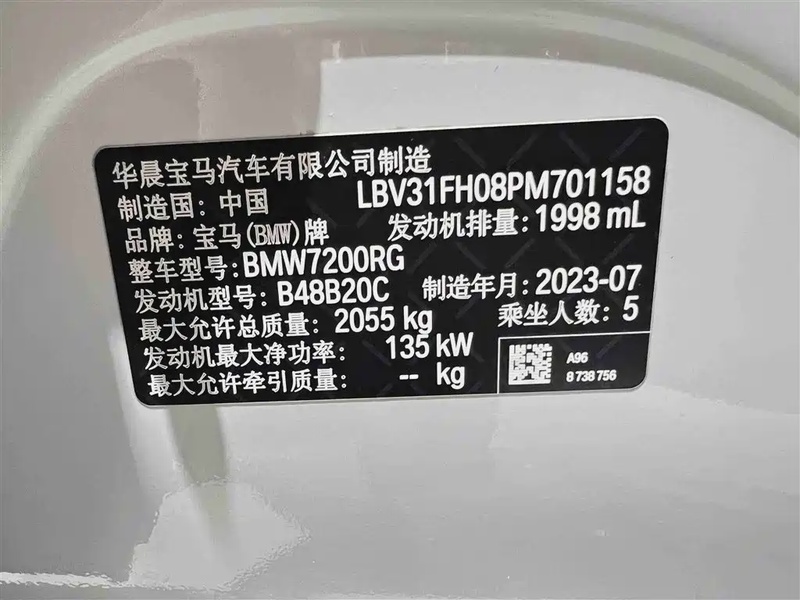 华晨宝马汽车有限公司制造
LBV31FH08PM701158
制造国: 中国
发动机排量: 1998 mL
品牌: 宝马(BMW)牌
整车型号: BMW7200RG
制造年月: 2023-07
发动机型号: B48B20C
乘坐人数: 5
最大允许总质量: 2055 kg
发动机最大净功率: 135 kW
最大允许牵引质量: -- kg
A96
8 738 756